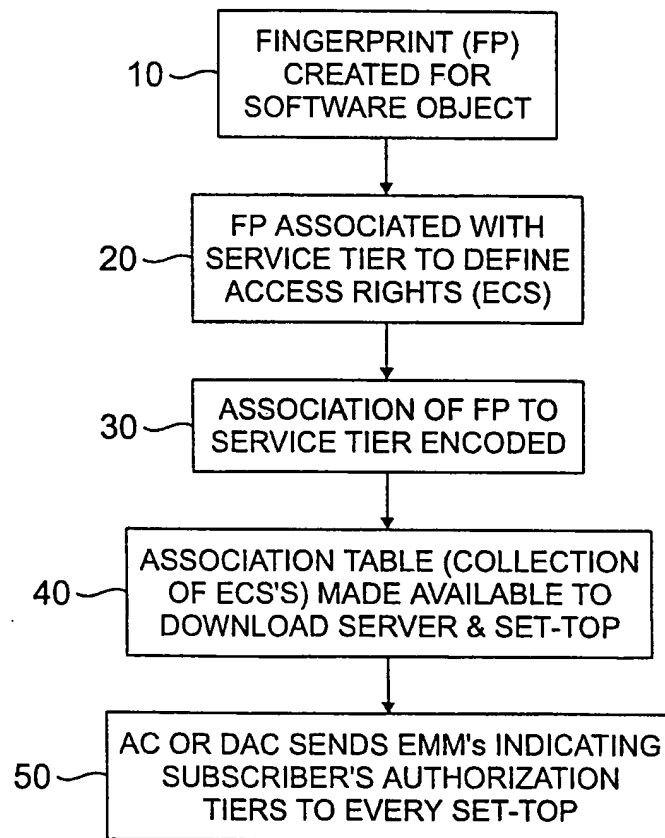 FINGERPRINT (FP)
CREATED FOR
SOFTWARE OBJECT
10
FP ASSOCIATED WITH
SERVICE TIER TO DEFINE
ACCESS RIGHTS (ECS)
20
ASSOCIATION OF FP TO
SERVICE TIER ENCODED
30
ASSOCIATION TABLE (COLLECTION
OF ECS'S) MADE AVAILABLE TO
DOWNLOAD SERVER & SET-TOP
40
AC OR DAC SENDS EMM's INDICATING
SUBSCRIBER'S AUTHORIZATION
TIERS TO EVERY SET-TOP
50